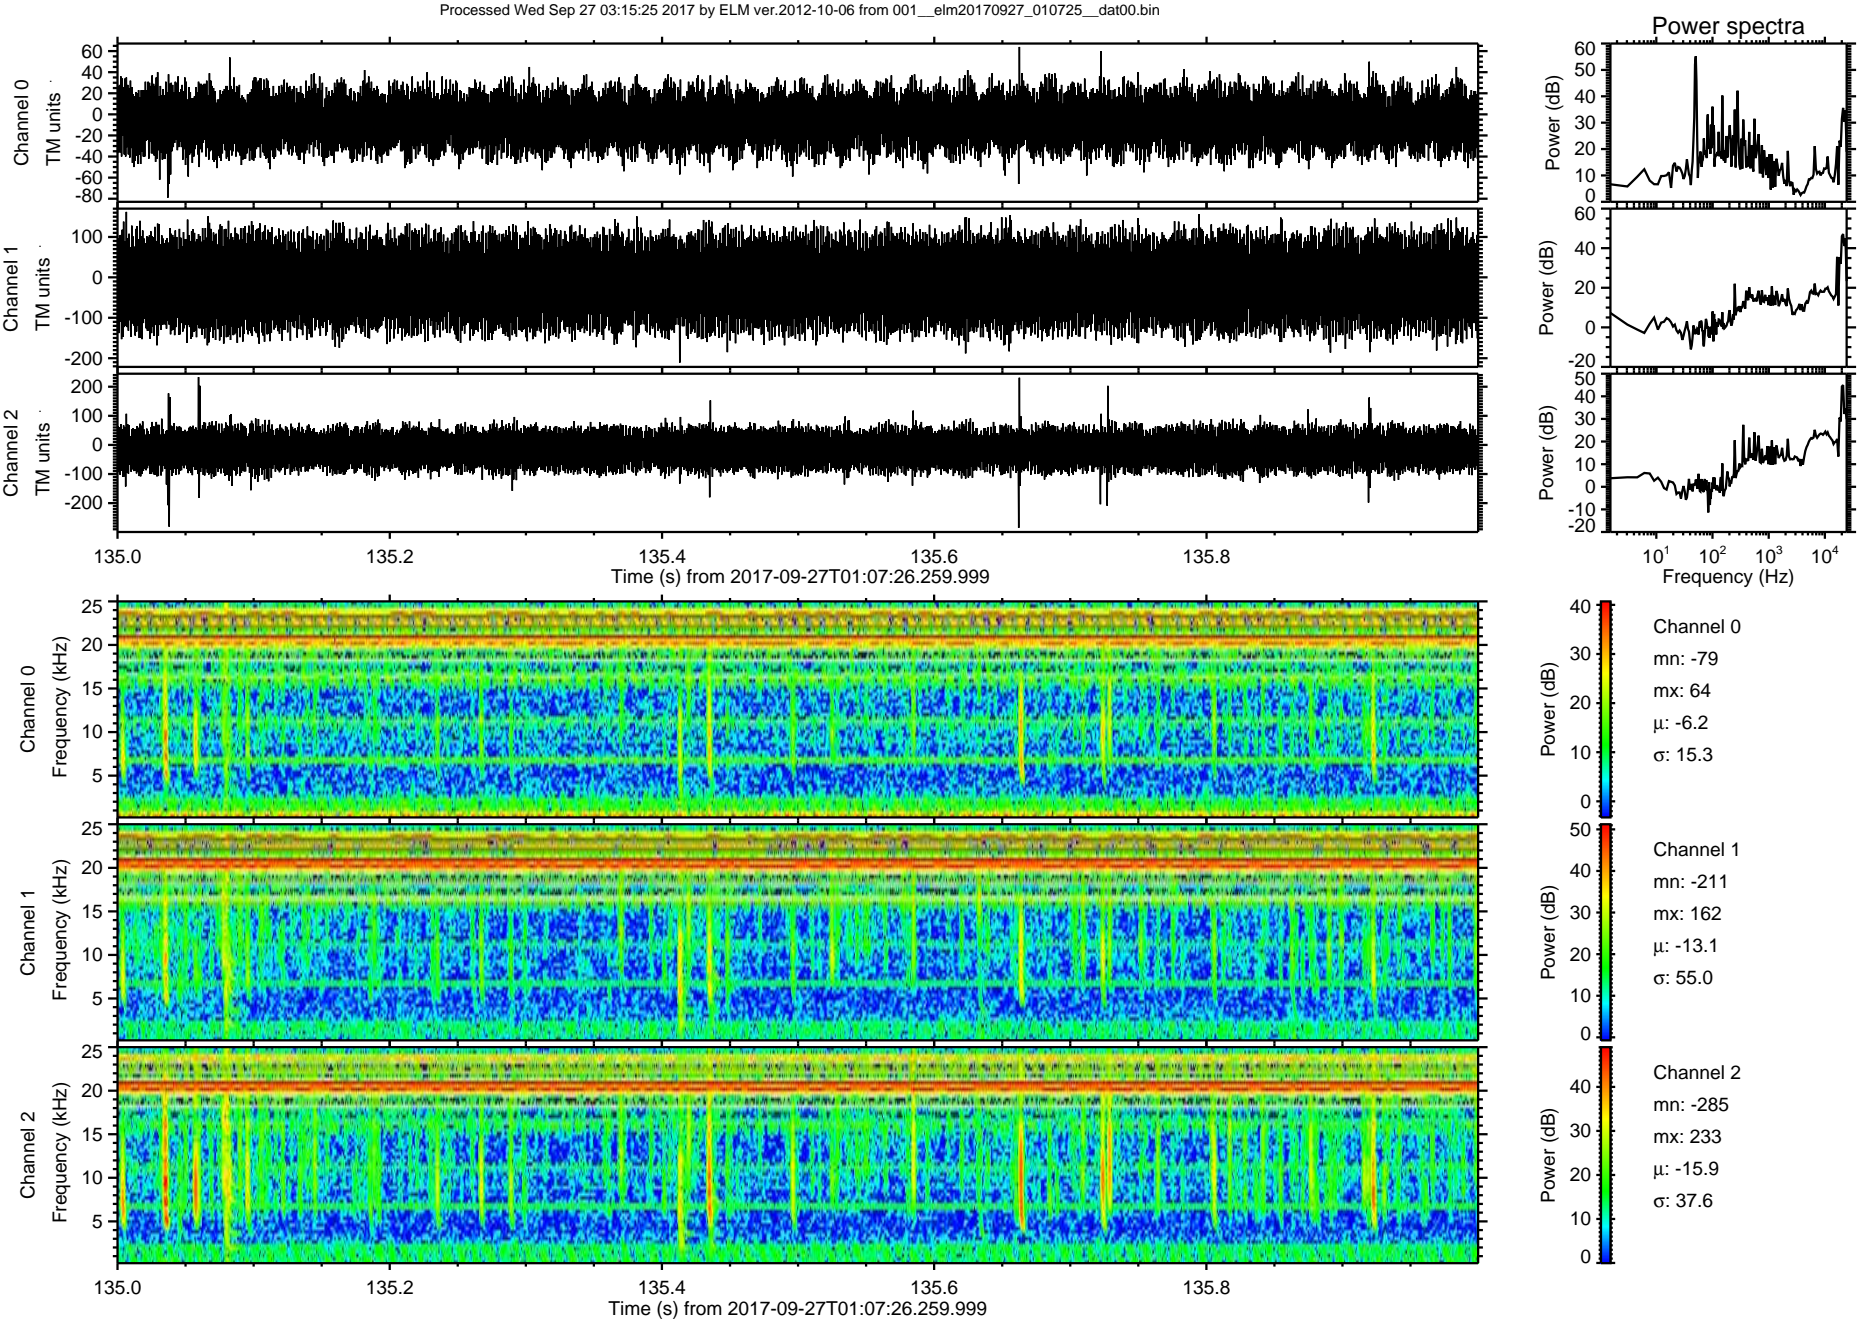 Processed Wed Sep 27 03:15:25 2017 by ELM ver.2012-10-06 from 001__elm20170927_010725__dat00.bin
Power spectra
Channel 0
TM units
60
40
20
0
-20
-40
-60
-80
Power (dB)
60
50
40
30
20
10
0
Channel 1
TM units
100
0
-100
-200
Power (dB)
60
40
20
0
-20
Channel 2
TM units
200
100
0
-100
-200
Power (dB)
50
40
30
20
10
0
-10
-20
135.0 135.2 135.4 135.6 135.8
Time (s) from 2017-09-27T01:07:26.259.999
10¹ 10² 10³ 10⁴
Frequency (Hz)
Channel 0
Frequency (kHz)
25
20
15
10
5
Power (dB)
40
30
20
10
0
Channel 0
mn: -79
mx: 64
μ: -6.2
σ: 15.3
Channel 1
Frequency (kHz)
25
20
15
10
5
Power (dB)
50
40
30
20
10
0
Channel 1
mn: -211
mx: 162
μ: -13.1
σ: 55.0
Channel 2
Frequency (kHz)
25
20
15
10
5
Power (dB)
40
30
20
10
0
Channel 2
mn: -285
mx: 233
μ: -15.9
σ: 37.6
135.0 135.2 135.4 135.6 135.8
Time (s) from 2017-09-27T01:07:26.259.999